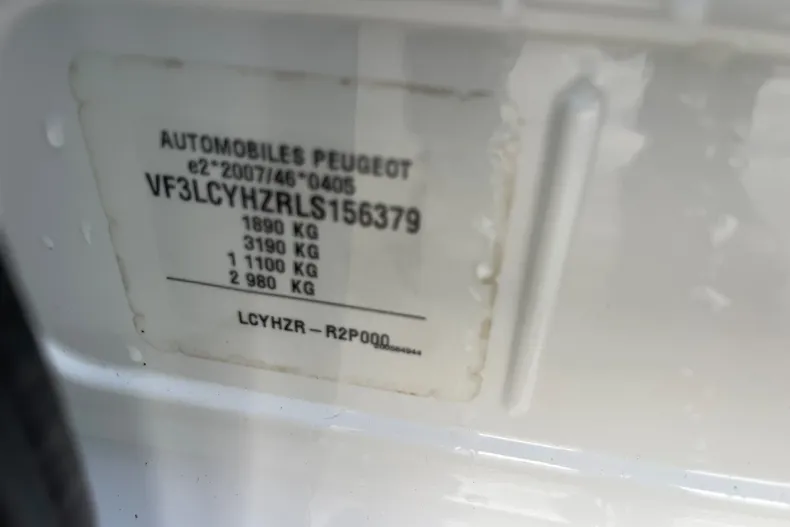 AUTOMOBILES PEUGEOT
e2*2007/46*0405
VF3LCYHZRLS156379
1890 KG
3190 KG
1 1100 KG
2 980 KG
LCYHZR-R2P000